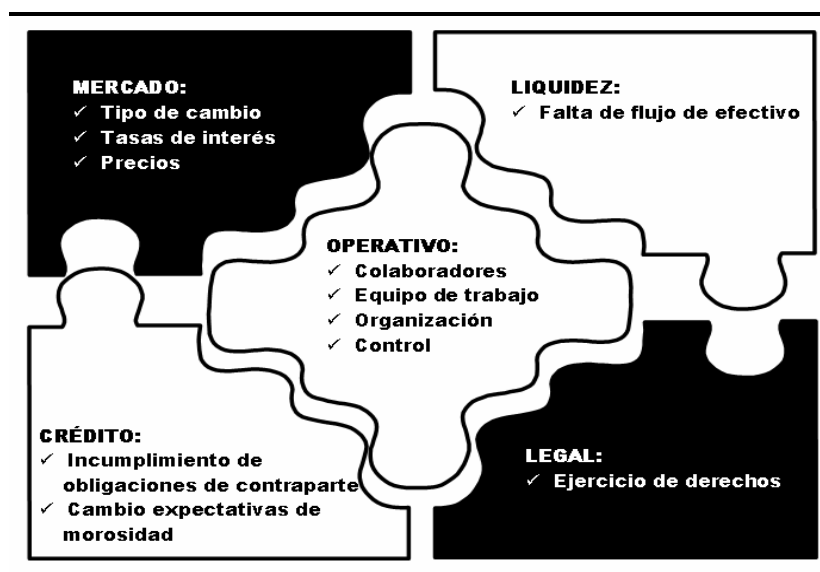 MERCADO:
✓ Tipo de cambio
✓ Tasas de interés
✓ Precios
LIQUIDEZ:
✓ Falta de flujo de efectivo
OPERATIVO:
✓ Colaboradores
✓ Equipo de trabajo
✓ Organización
✓ Control
CRÉDITO:
✓ Incumplimiento de
obligaciones de contraparte
✓ Cambio expectativas de
morosidad
LEGAL:
✓ Ejercicio de derechos